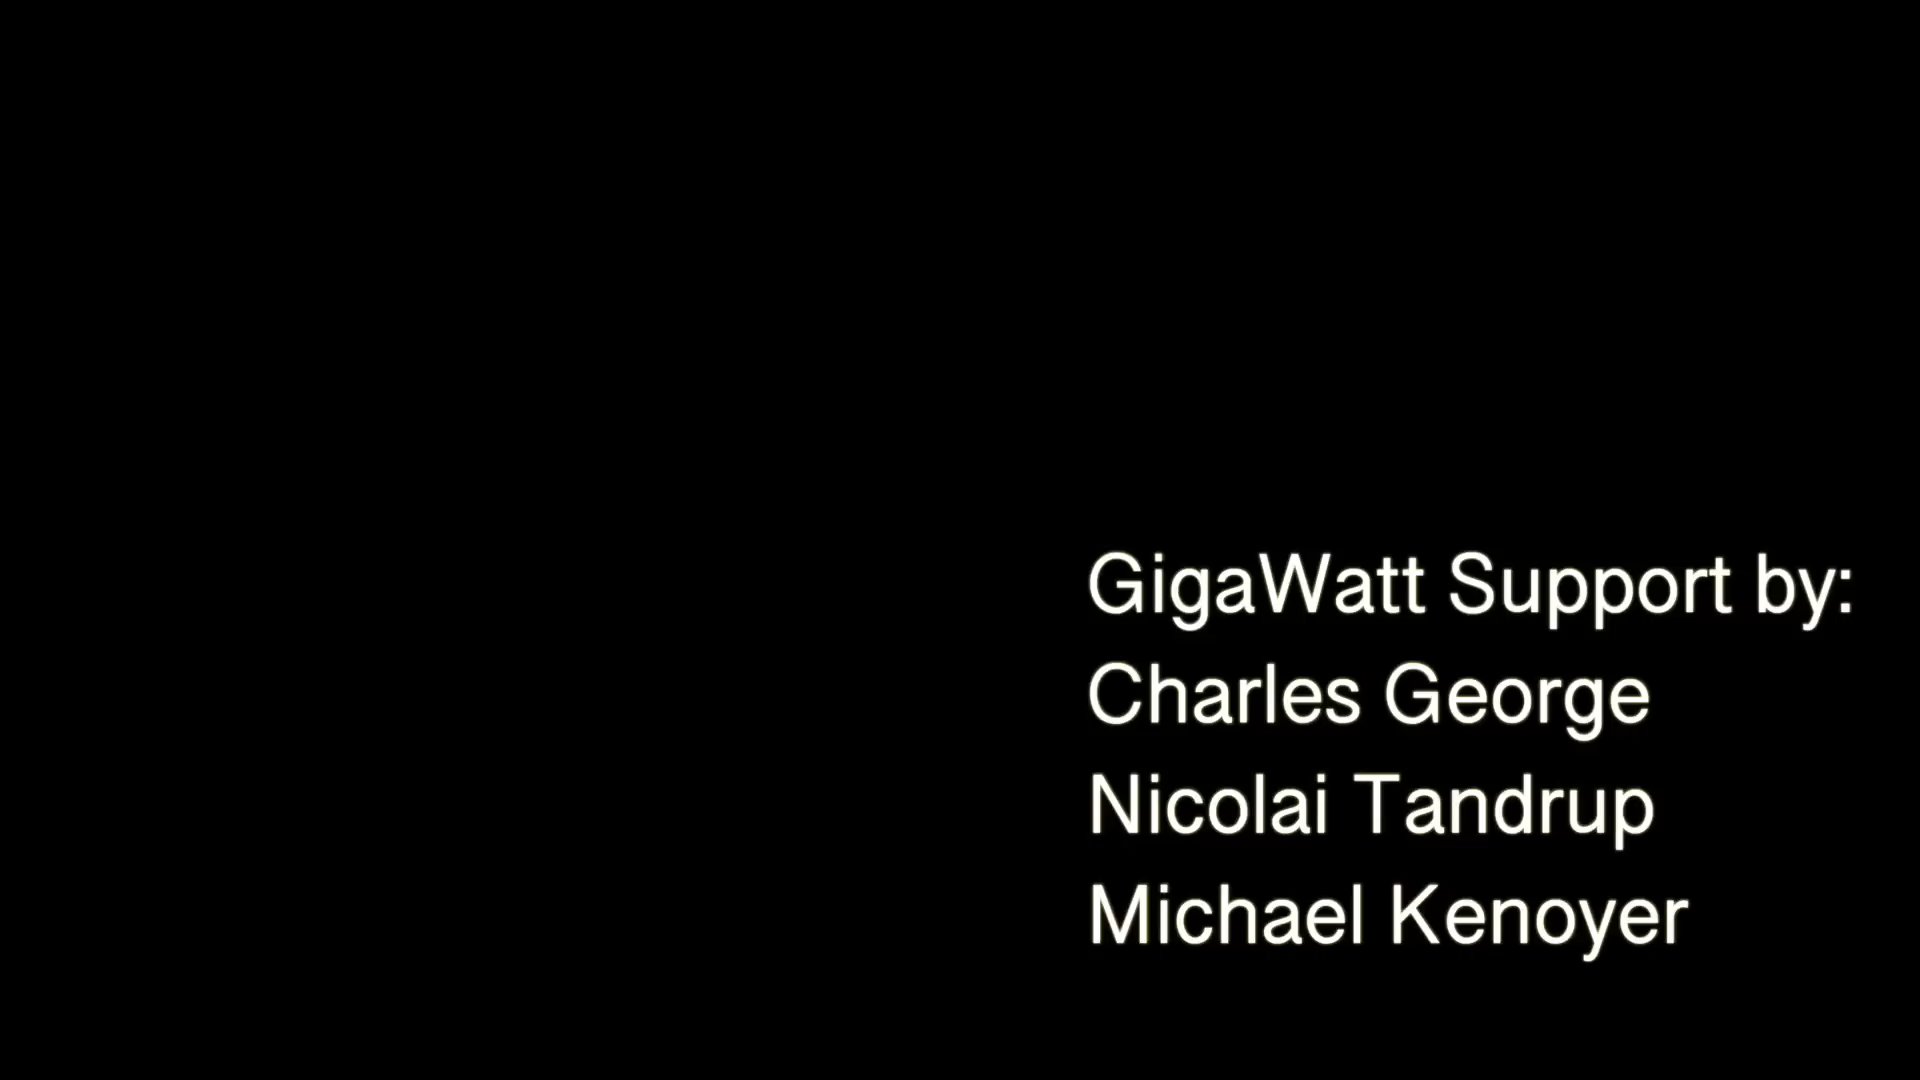 GigaWatt Support by:
Charles George
Nicolai Tandrup
Michael Kenoyer